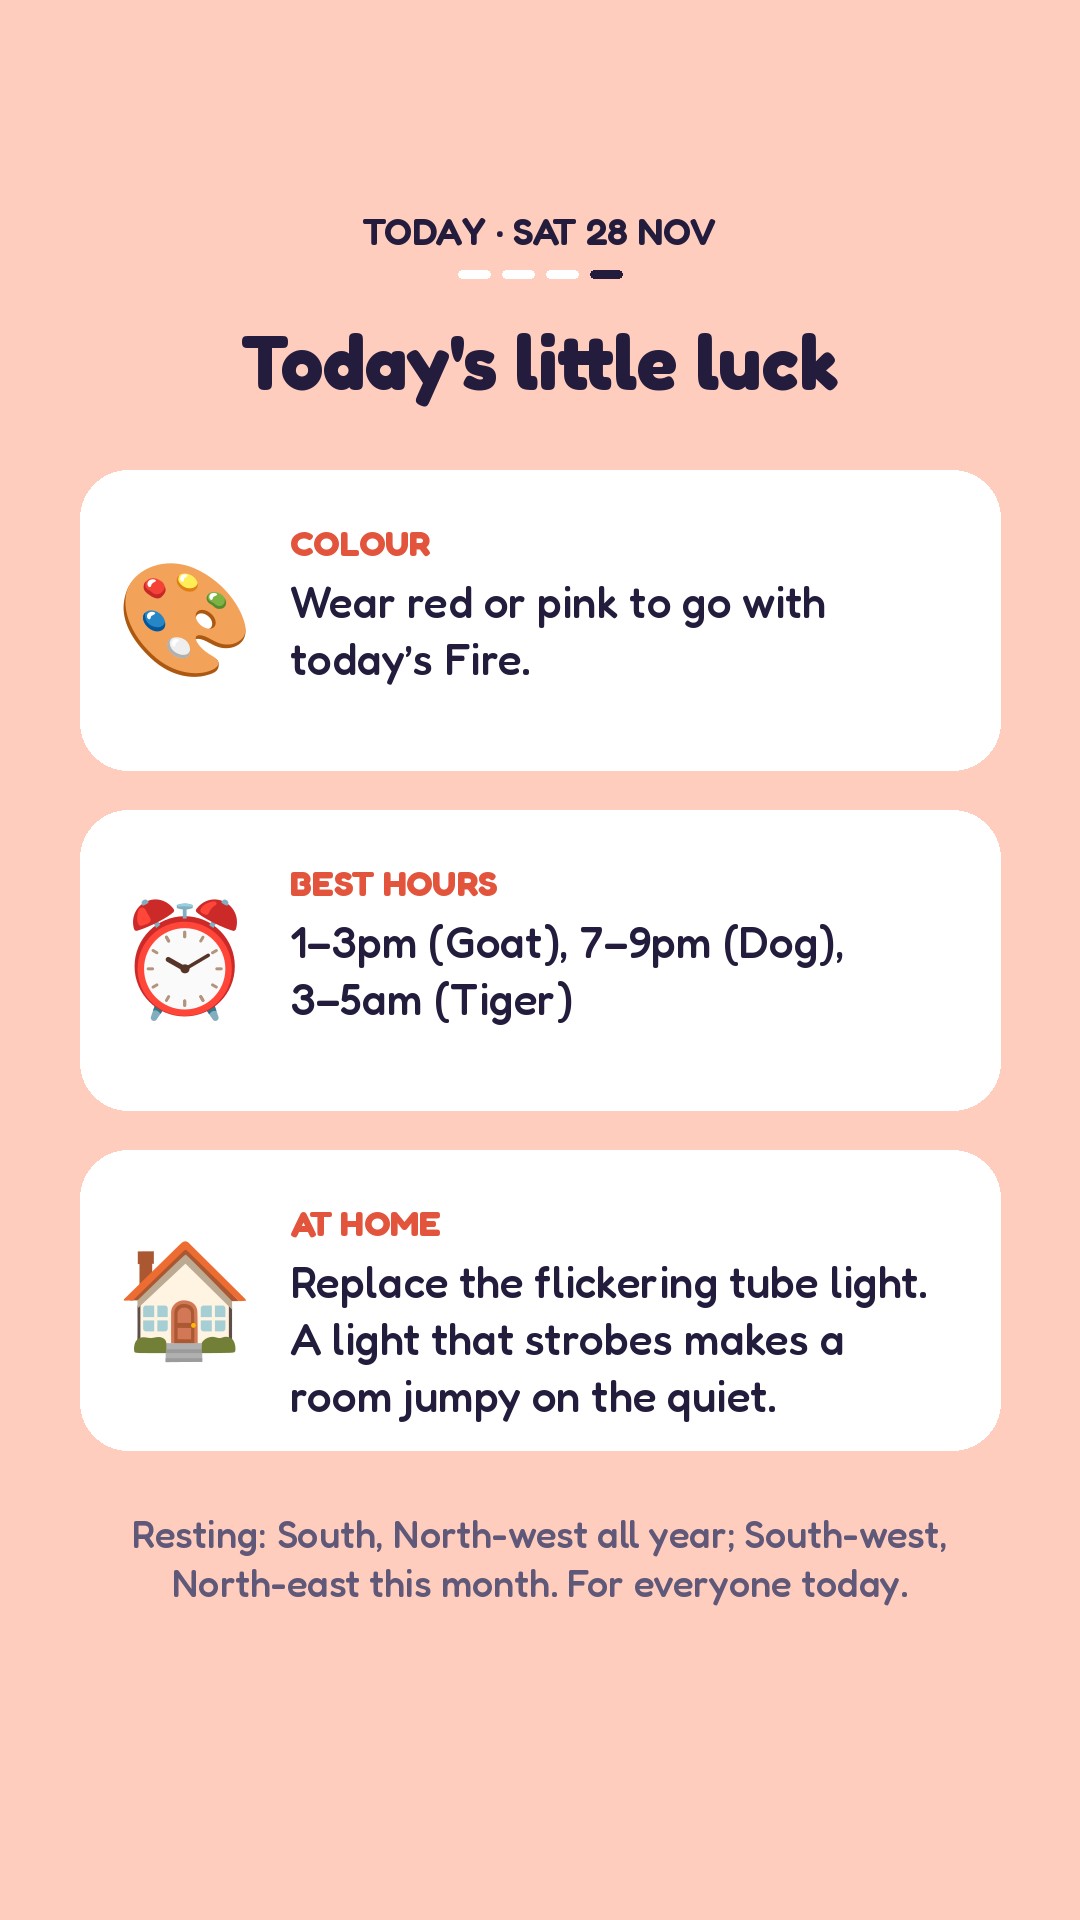 TODAY · SAT 28 NOV
Today's little luck
COLOUR
Wear red or pink to go with
today’s Fire.
BEST HOURS
1–3pm (Goat), 7–9pm (Dog),
3–5am (Tiger)
AT HOME
Replace the flickering tube light.
A light that strobes makes a
room jumpy on the quiet.
Resting: South, North-west all year; South-west,
North-east this month. For everyone today.